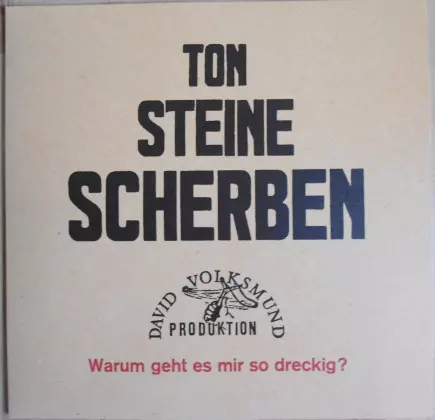 TON
STEINE
SCHERBEN
DAVID VOLKSMUND
PRODUKTION
Warum geht es mir so dreckig?